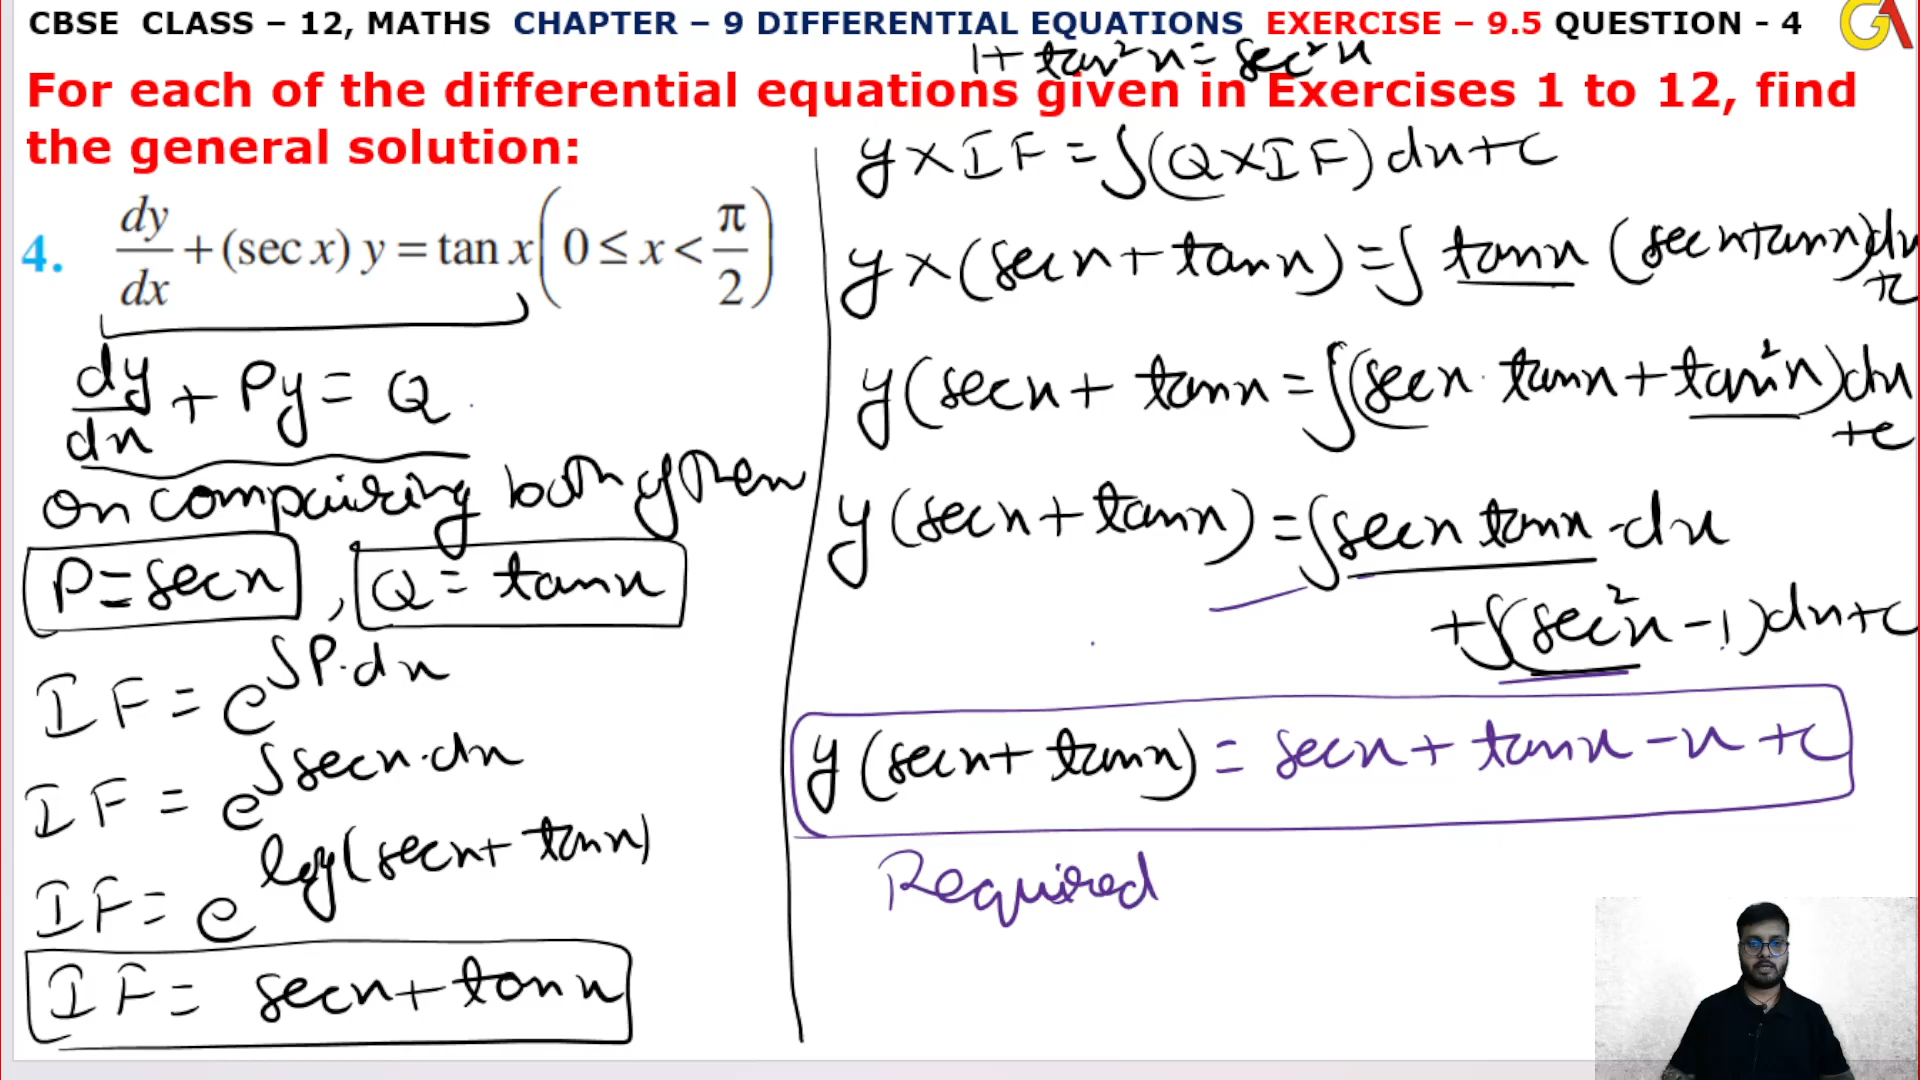 CBSE CLASS – 12, MATHS CHAPTER – 9 DIFFERENTIAL EQUATIONS EXERCISE – 9.5 QUESTION - 4
GA
1 + tan²x = sec²x
For each of the differential equations given in Exercises 1 to 12, find
the general solution:
4. dy/dx + (sec x) y = tan x (0 ≤ x < π/2)
dy/dx + Py = Q
on compairing both of them
P = secx , Q = tanx
IF = e^∫P.dx
IF = e^∫secx.dx
IF = e^log(secx + tanx)
IF = secx + tanx
y × IF = ∫(Q × IF) dx + c
y × (secx + tanx) = ∫ tanx (secx + tanx) dx
+c
y (secx + tanx = ∫(secx . tanx + tan²x) dx
+c
y (secx + tanx) = ∫secx tanx . dx
+ ∫(sec²x - 1) dx + c
y (secx + tanx) = secx + tanx - x + c
Required